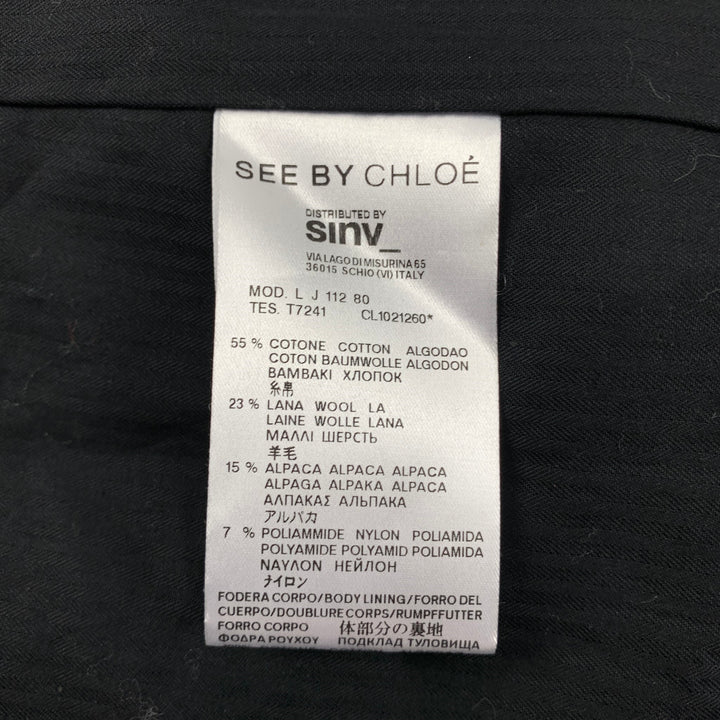 SEE BY CHLOÉ
DISTRIBUTED BY
sinv_
VIA LAGO DI MISURINA 65
36015 SCHIO (VI) ITALY
MOD. L J 112 80
TES. T7241 CL1021260*
55 % COTONE COTTON ALGODAO
COTON BAUMWOLLE ALGODON
BAMBAKI ХЛОПОК
糸帛
23 % LANA WOOL LA
LAINE WOLLE LANA
ΜΑΛΛΙ ШЕРСТЬ
羊毛
15 % ALPACA ALPACA ALPACA
ALPAGA ALPAKA ALPACA
ΑΛΠΑΚΑΣ АЛЬПАКА
アルパカ
7 % POLIAMMIDE NYLON POLIAMIDA
POLYAMIDE POLYAMID POLIAMIDA
ΝΑΥΛΟΝ НЕЙЛОН
ナイロン
FODERA CORPO/BODY LINING/FORRO DEL
CUERPO/DOUBLURE CORPS/RUMPFFUTTER
FORRO CORPO 体部分の裏地
ΦΟΔΡΑ ΡΟΥΧΟΥ ПОДКЛАД ТУЛОВИЩА